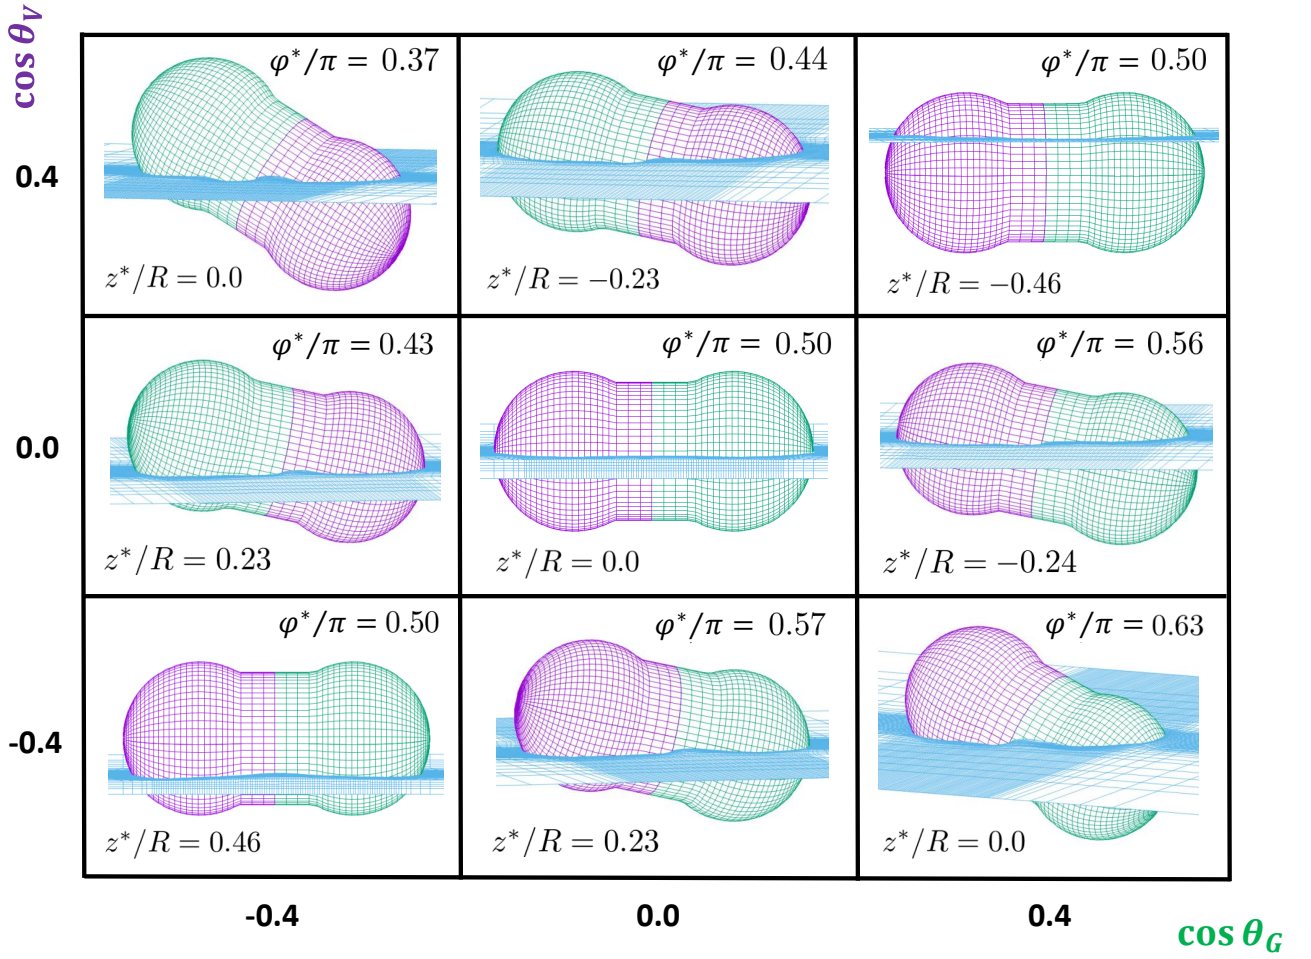 cos θ_V
φ*/π = 0.37
z*/R = 0.0
φ*/π = 0.44
z*/R = −0.23
φ*/π = 0.50
z*/R = −0.46
0.4
φ*/π = 0.43
z*/R = 0.23
φ*/π = 0.50
z*/R = 0.0
φ*/π = 0.56
z*/R = −0.24
0.0
φ*/π = 0.50
z*/R = 0.46
φ*/π = 0.57
z*/R = 0.23
φ*/π = 0.63
z*/R = 0.0
-0.4
-0.4
0.0
0.4
cos θ_G